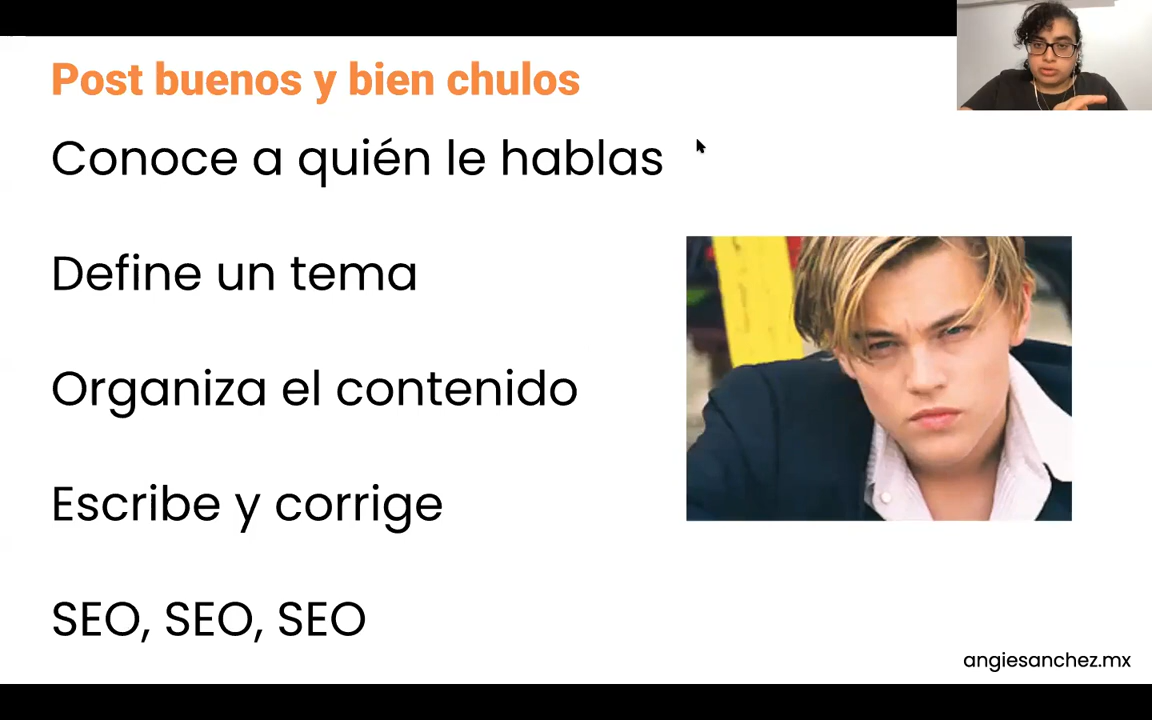 Post buenos y bien chulos
Conoce a quién le hablas
Define un tema
Organiza el contenido
Escribe y corrige
SEO, SEO, SEO
angiesanchez.mx